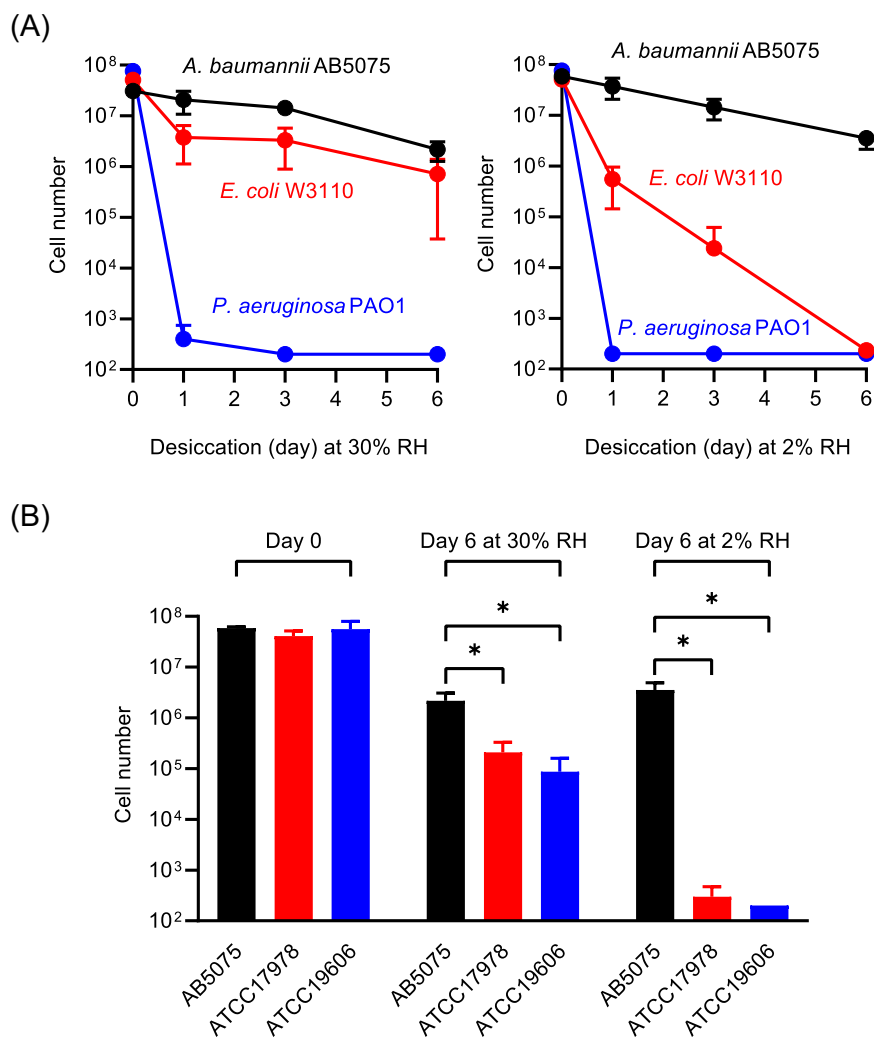 (A)
A. baumannii AB5075
E. coli W3110
P. aeruginosa PAO1
Cell number
10⁸
10⁷
10⁶
10⁵
10⁴
10³
10²
0 1 2 3 4 5 6
Desiccation (day) at 30% RH
A. baumannii AB5075
E. coli W3110
P. aeruginosa PAO1
Cell number
10⁸
10⁷
10⁶
10⁵
10⁴
10³
10²
0 1 2 3 4 5 6
Desiccation (day) at 2% RH
(B)
Day 0 Day 6 at 30% RH Day 6 at 2% RH
* *
* *
Cell number
10⁸
10⁷
10⁶
10⁵
10⁴
10³
10²
AB5075 ATCC17978 ATCC19606 AB5075 ATCC17978 ATCC19606 AB5075 ATCC17978 ATCC19606